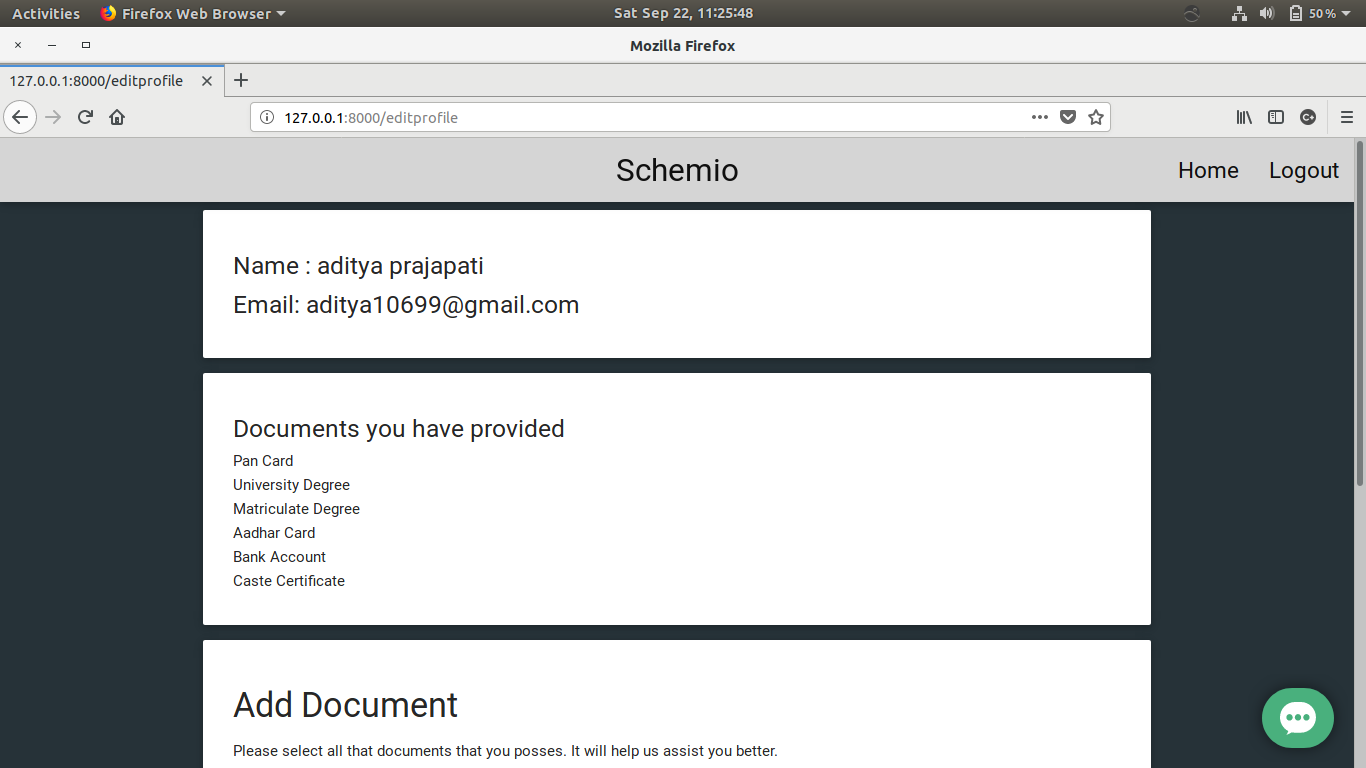 Activities Firefox Web Browser Sat Sep 22, 11:25:48 50%
Mozilla Firefox
127.0.0.1:8000/editprofile
127.0.0.1:8000/editprofile
Schemio Home Logout
Name : aditya prajapati
Email: aditya10699@gmail.com
Documents you have provided
Pan Card
University Degree
Matriculate Degree
Aadhar Card
Bank Account
Caste Certificate
Add Document
Please select all that documents that you posses. It will help us assist you better.